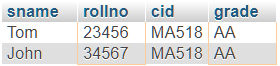 sname rollno cid grade
Tom 23456 MA518 AA
John 34567 MA518 AA